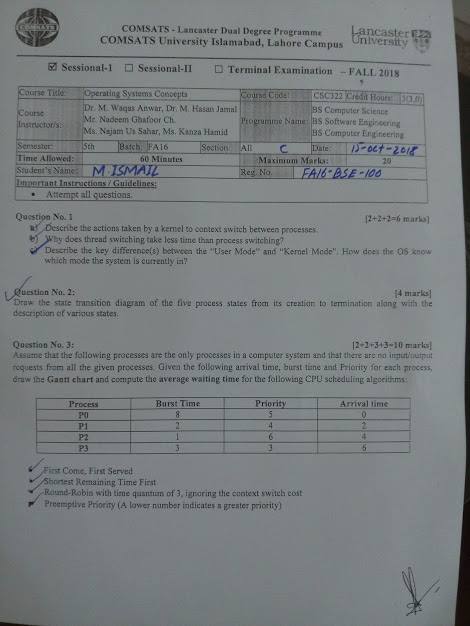 COMSATS
COMSATS - Lancaster Dual Degree Programme
COMSATS University Islamabad, Lahore Campus
Lancaster University
Sessional-I Sessional-II Terminal Examination – FALL 2018
Course Title: Operating Systems Concepts Course Code: CSC322 Credit Hours: 3(3,0)
Course Instructor/s: Dr. M. Waqas Anwar, Dr. M. Hasan Jamal Mr. Nadeem Ghafoor Ch. Ms. Najam Us Sahar, Ms. Kanza Hamid Programme Name: BS Computer Science BS Software Engineering BS Computer Engineering
Semester: 5th Batch: FA16 Section: All C Date: 15-oct-2018
Time Allowed: 60 Minutes Maximum Marks: 20
Student's Name: M.ISMAIL Reg. No. FA16-BSE-100
Important Instructions / Guidelines:
• Attempt all questions.
Question No. 1 [2+2+2=6 marks]
a) Describe the actions taken by a kernel to context switch between processes.
b) Why does thread switching take less time than process switching?
c) Describe the key difference(s) between the "User Mode" and "Kernel Mode". How does the OS know
which mode the system is currently in?
Question No. 2: [4 marks]
Draw the state transition diagram of the five process states from its creation to termination along with the
description of various states.
Question No. 3: [2+2+3+3=10 marks]
Assume that the following processes are the only processes in a computer system and that there are no input/output
requests from all the given processes. Given the following arrival time, burst time and Priority for each process,
draw the Gantt chart and compute the average waiting time for the following CPU scheduling algorithms:
Process Burst Time Priority Arrival time
P0 8 5 0
P1 2 4 2
P2 1 6 4
P3 3 3 6
First Come, First Served
Shortest Remaining Time First
Round-Robin with time quantum of 3, ignoring the context switch cost
Preemptive Priority (A lower number indicates a greater priority)